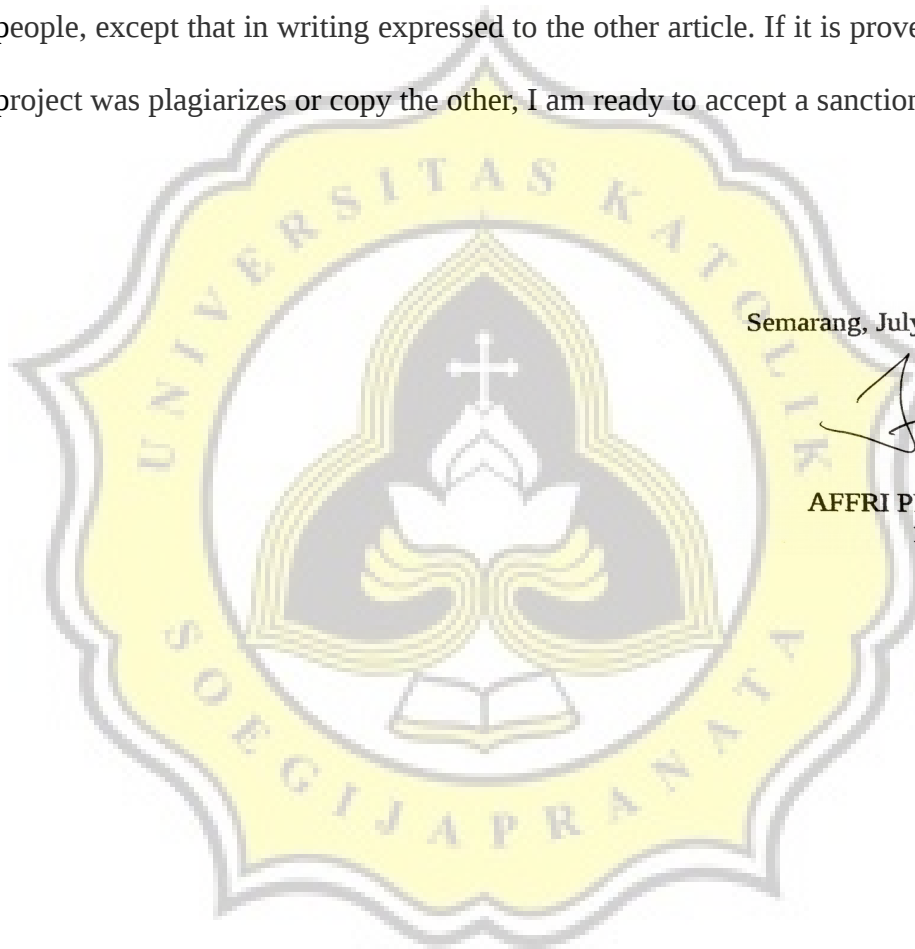 people, except that in writing expressed to the other article. If it is prove
project was plagiarizes or copy the other, I am ready to accept a sanction
UNIVERSITAS KATOLIK
Semarang, July
AFFRI P
SOEGIJAPRANATA